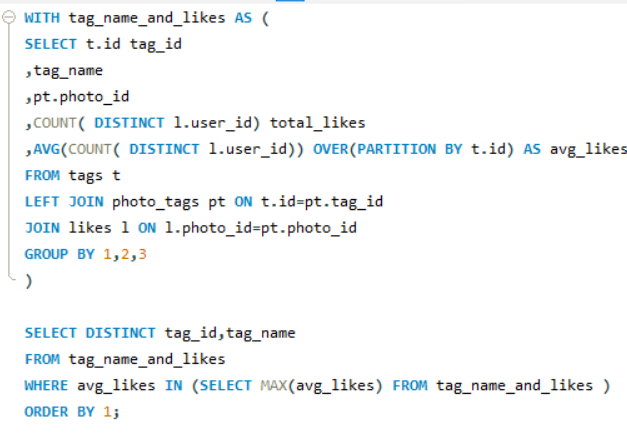 WITH tag_name_and_likes AS (
SELECT t.id tag_id
,tag_name
,pt.photo_id
,COUNT( DISTINCT l.user_id) total_likes
,AVG(COUNT( DISTINCT l.user_id)) OVER(PARTITION BY t.id) AS avg_likes
FROM tags t
LEFT JOIN photo_tags pt ON t.id=pt.tag_id
JOIN likes l ON l.photo_id=pt.photo_id
GROUP BY 1,2,3
)
SELECT DISTINCT tag_id,tag_name
FROM tag_name_and_likes
WHERE avg_likes IN (SELECT MAX(avg_likes) FROM tag_name_and_likes )
ORDER BY 1;